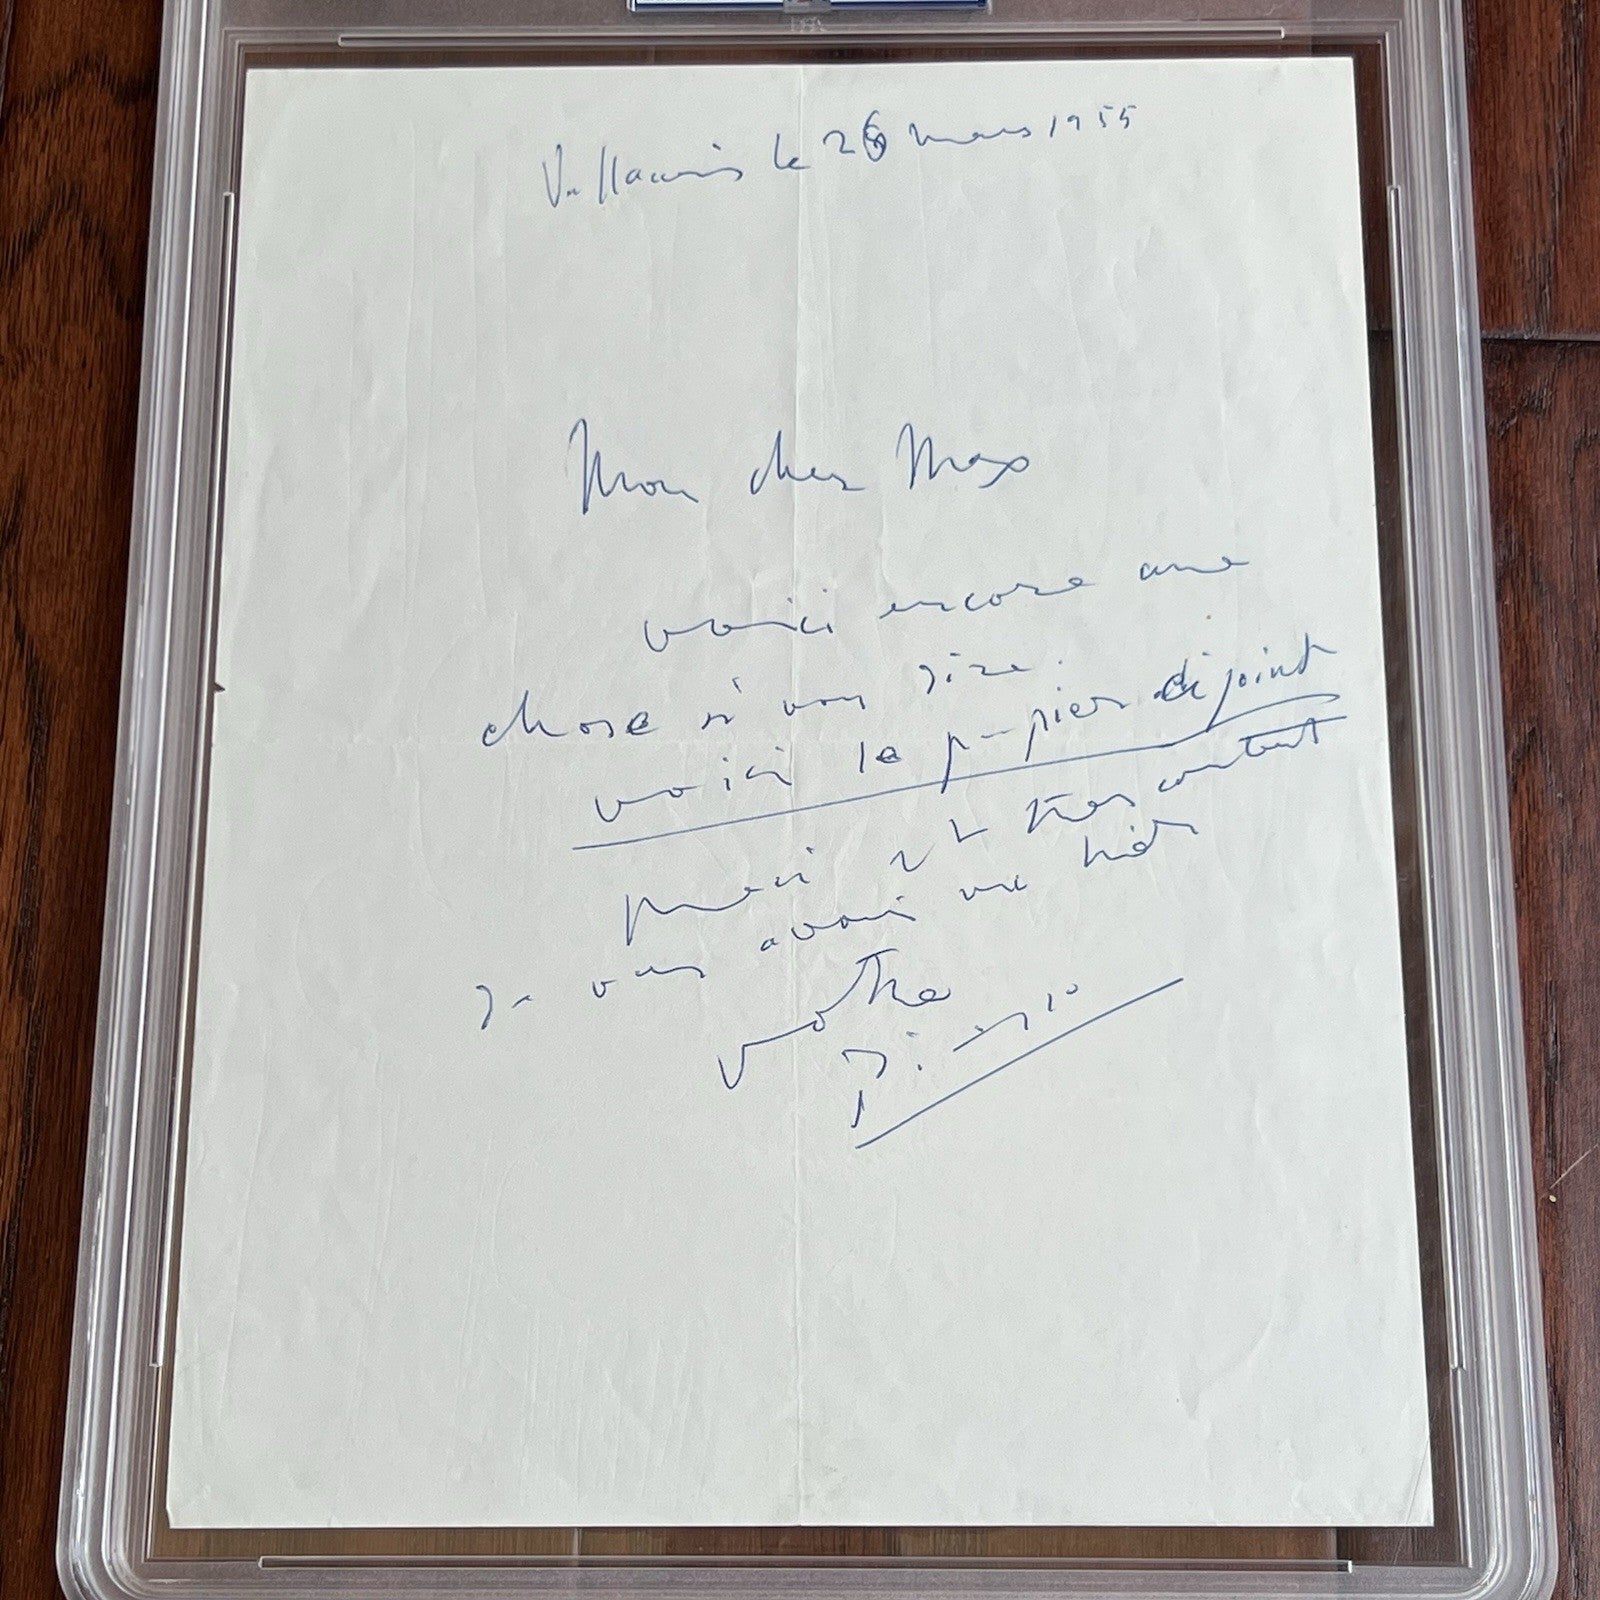 Vallauris le 26 mars 1955
Mon cher Max
voici encore une
chose à vous dire.
voici le papier ci joint
merci et très content
de vous avoir vu hier
votre
Picasso